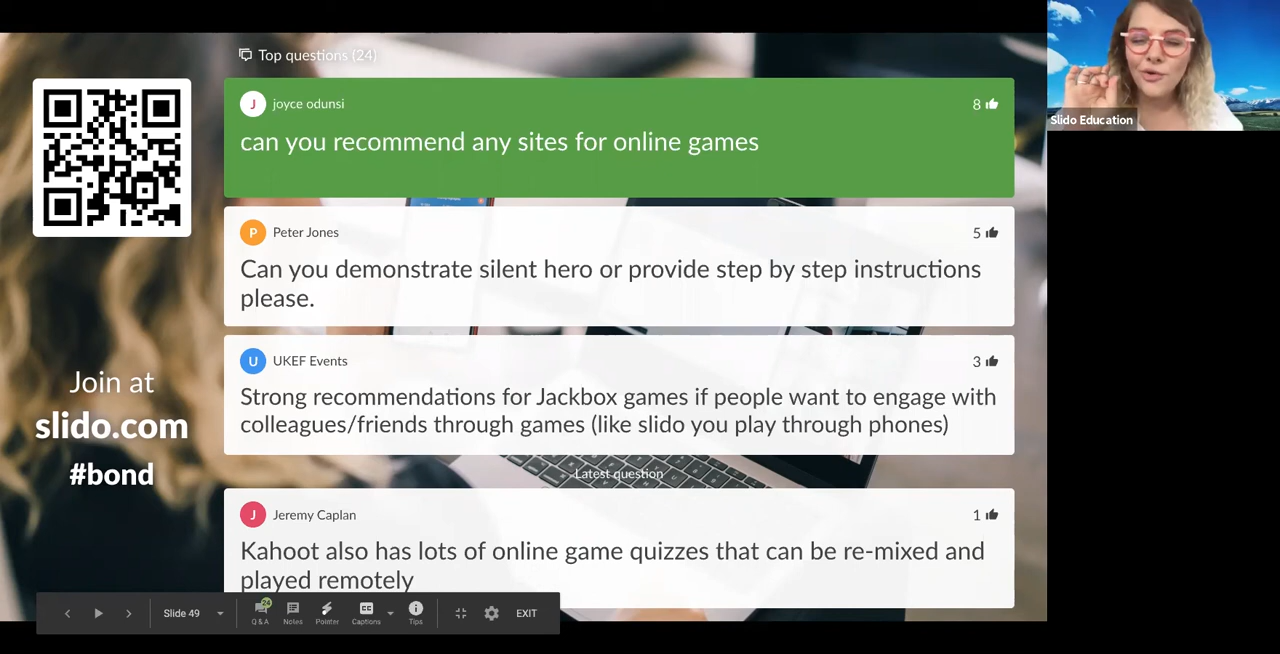 Top questions (24)
J joyce odunsi 8
can you recommend any sites for online games
P Peter Jones 5
Can you demonstrate silent hero or provide step by step instructions
please.
U UKEF Events 3
Strong recommendations for Jackbox games if people want to engage with
colleagues/friends through games (like slido you play through phones)
Latest question
J Jeremy Caplan 1
Kahoot also has lots of online game quizzes that can be re-mixed and
played remotely
Join at
slido.com
#bond
Slide 49
24
Q & A
Notes
Pointer
CC
Captions
Tips
EXIT
Slido Education